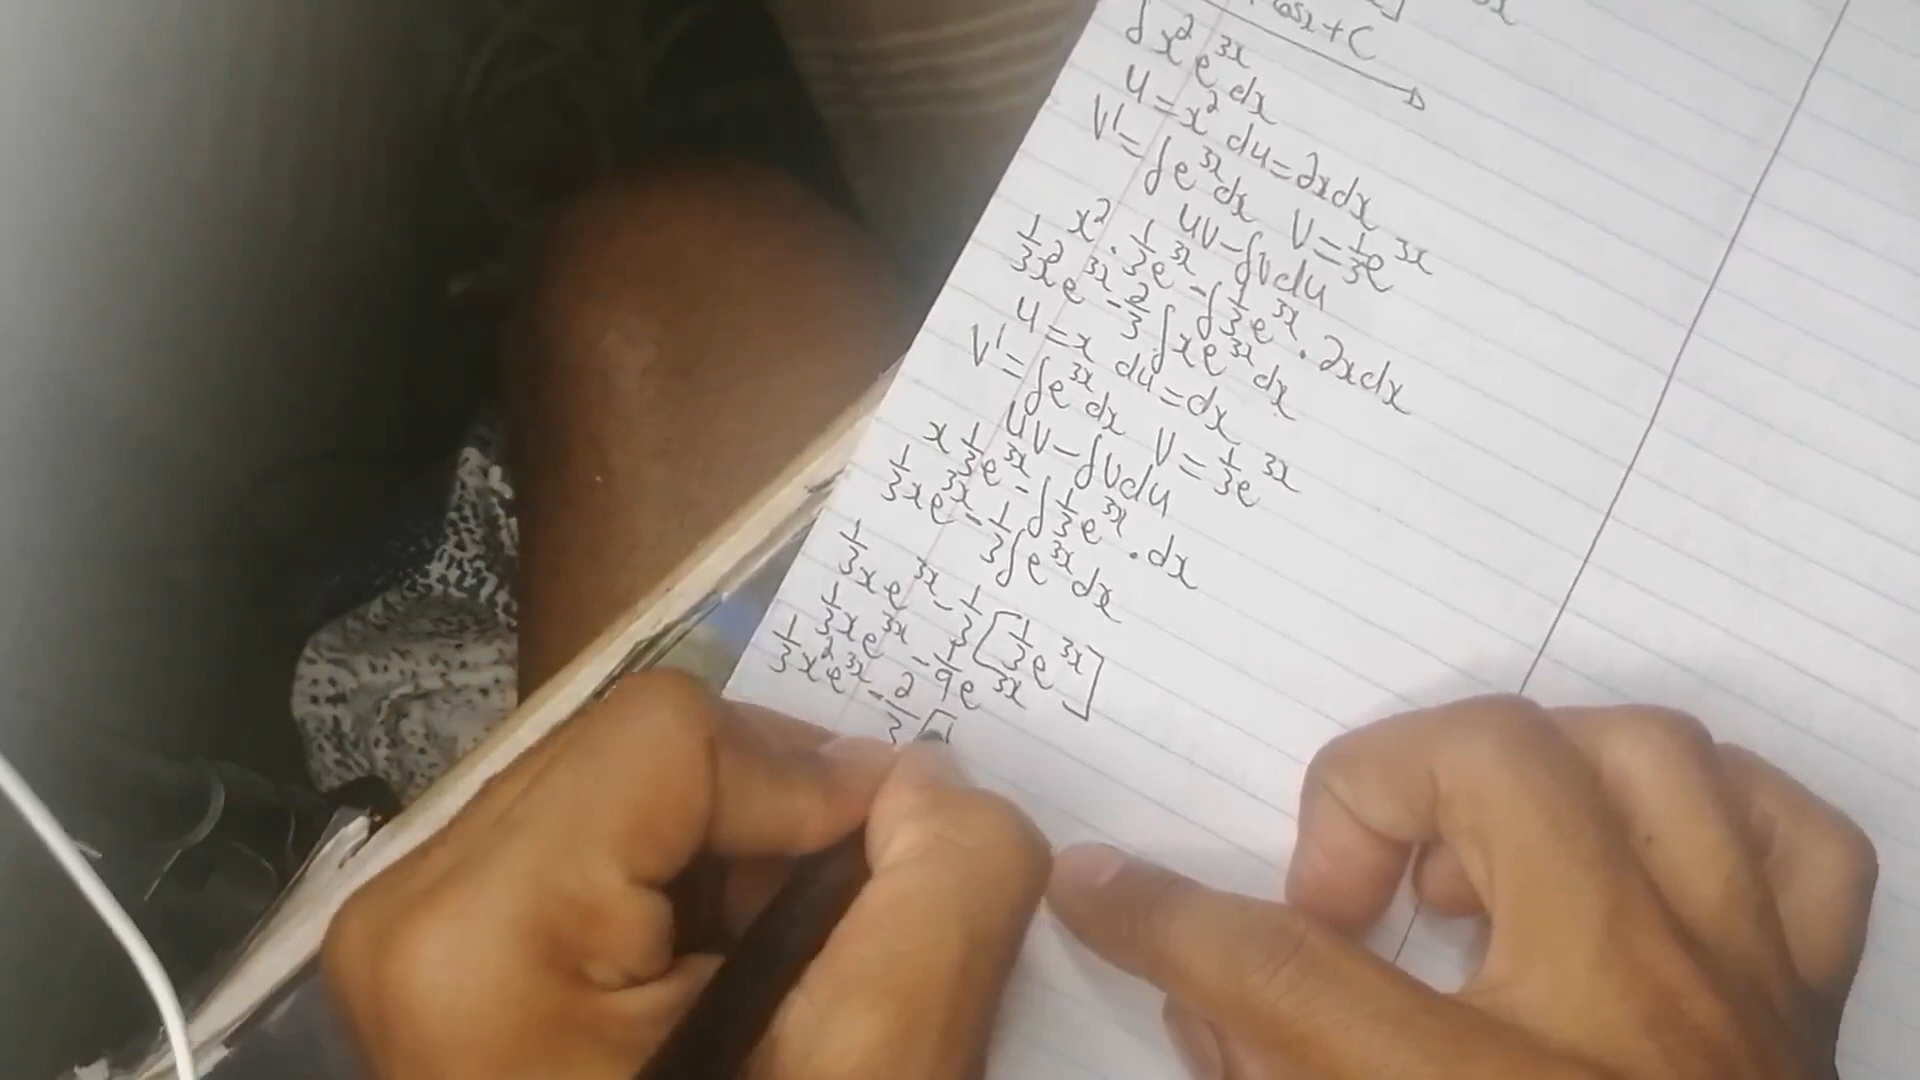 cosx + C
∫x²e³ˣdx
u = x² du = 2xdx
V' = ∫e³ˣdx V = 1/3e³ˣ
uv - ∫vdu
x² · 1/3e³ˣ - ∫1/3e³ˣ · 2xdx
1/3x²e³ˣ - 2/3∫xe³ˣdx
u = x du = dx
V' = ∫e³ˣdx V = 1/3e³ˣ
uv - ∫vdu
x 1/3e³ˣ - ∫1/3e³ˣ · dx
1/3xe³ˣ - 1/3∫e³ˣdx
1/3xe³ˣ - 1/3[1/3e³ˣ]
1/3xe³ˣ - 1/9e³ˣ
1/3x²e³ˣ - 2/3[